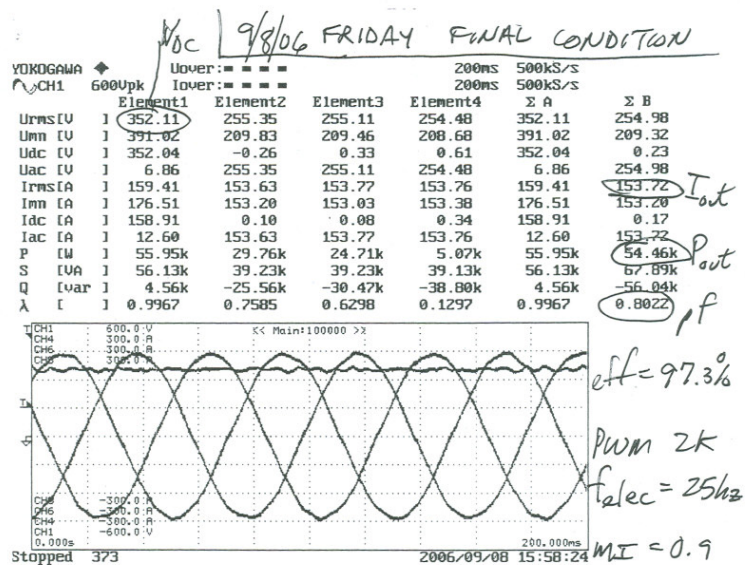 VDC 9/8/06 FRIDAY FINAL CONDITION
YOKOGAWA ◆ Uover:= = = = 200ms 500kS/s
CH1 600Vpk Iover:= = = = 200ms 500kS/s
Element1 Element2 Element3 Element4 Σ A Σ B
Urms[V ] 352.11 255.35 255.11 254.48 352.11 254.98
Umn [V ] 391.02 209.83 209.46 208.68 391.02 209.32
Udc [V ] 352.04 -0.26 0.33 0.61 352.04 0.23
Uac [V ] 6.86 255.35 255.11 254.48 6.86 254.98
Irms[A ] 159.41 153.63 153.77 153.76 159.41 153.72 Iout
Imn [A ] 176.51 153.20 153.03 153.38 176.51 153.20
Idc [A ] 158.91 0.10 0.08 0.34 158.91 0.17
Iac [A ] 12.60 153.63 153.77 153.76 12.60 153.72
P [W ] 55.95k 29.76k 24.71k 5.07k 55.95k 54.46k Pout
S [VA ] 56.13k 39.23k 39.23k 39.13k 56.13k 67.89k
Q [var ] 4.56k -25.56k -30.47k -38.80k 4.56k -56.04k
λ [ ] 0.9967 0.7585 0.6298 0.1297 0.9967 0.8022 pf
CH1 600.0 V << Main:100000 >>
CH4 300.0 A
CH6 300.0 A
300.0 A
eff = 97.3%
PWM 2K
felec = 25hz
-300.0 A
CH6 -300.0 A
CH4 -300.0 A
CH1 -600.0 V
0.000s 200.000ms
Stopped 373 2006/09/08 15:58:24 MI = 0.9